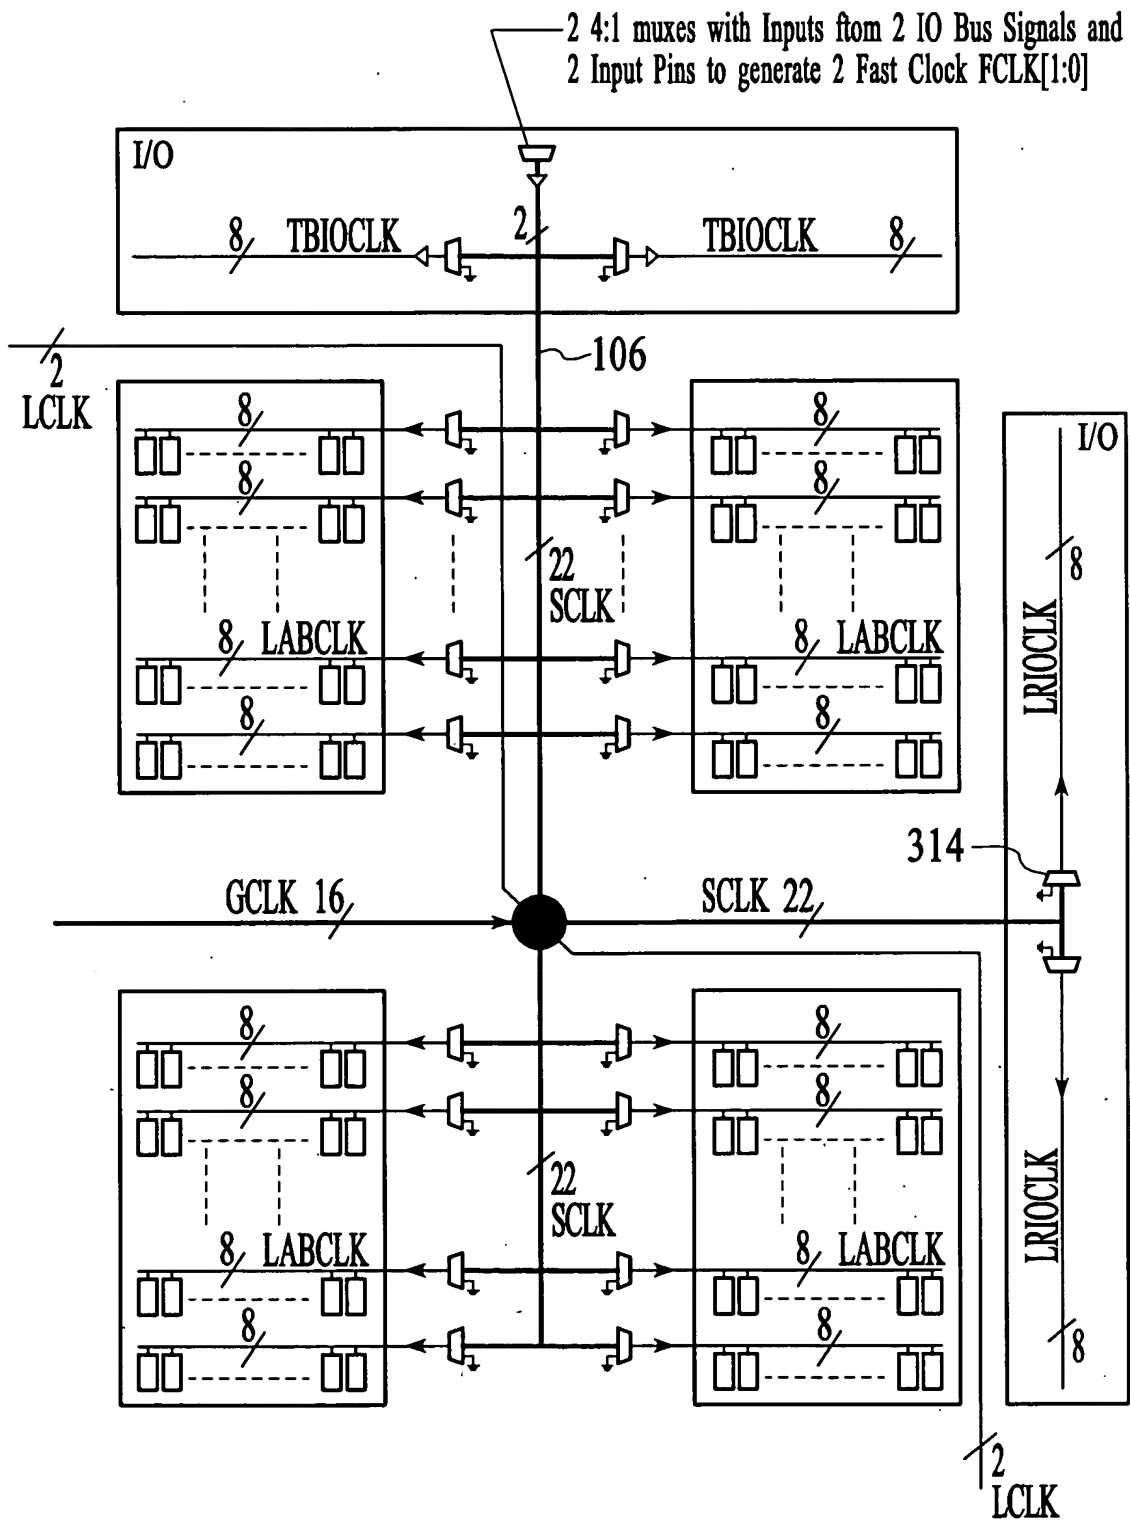 2 4:1 muxes with Inputs ftom 2 IO Bus Signals and
2 Input Pins to generate 2 Fast Clock FCLK[1:0]
I/O
8 TBIOCLK 2 TBIOCLK 8
106
2
LCLK
I/O
8 8
8 8
8
22
SCLK
8 LABCLK 8 LABCLK
LRIOCLK
8 8
314
GCLK 16 SCLK 22
8 8
8 8
22
SCLK
LRIOCLK
8 LABCLK 8 LABCLK
8 8
8
2
LCLK